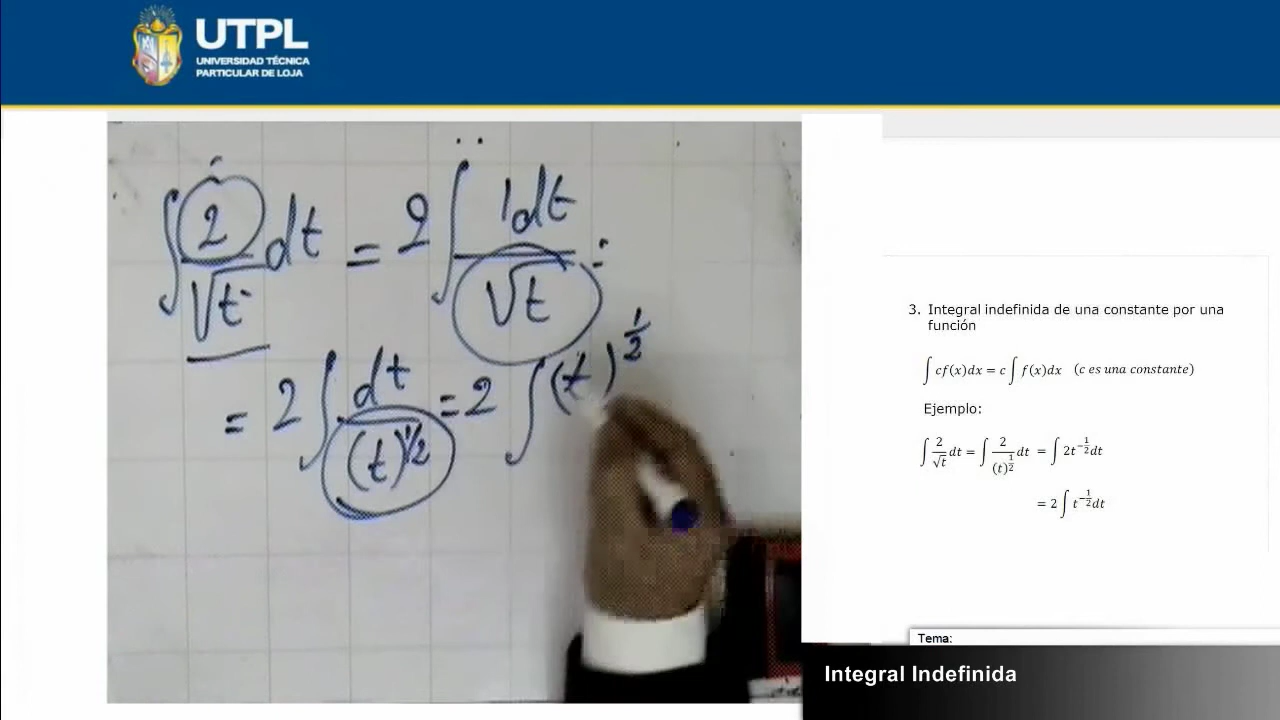 UTPL
UNIVERSIDAD TÉCNICA
PARTICULAR DE LOJA
∫ 2/√t dt = 2 ∫ 1dt/√t =
= 2 ∫ dt/(t)^1/2 = 2 ∫ (t)^1/2
3. Integral indefinida de una constante por una
función
∫ cf(x)dx = c ∫ f(x)dx (c es una constante)
Ejemplo:
∫ 2/√t dt = ∫ 2/(t)^1/2 dt = ∫ 2t^-1/2 dt
= 2 ∫ t^-1/2 dt
Tema:
Integral Indefinida